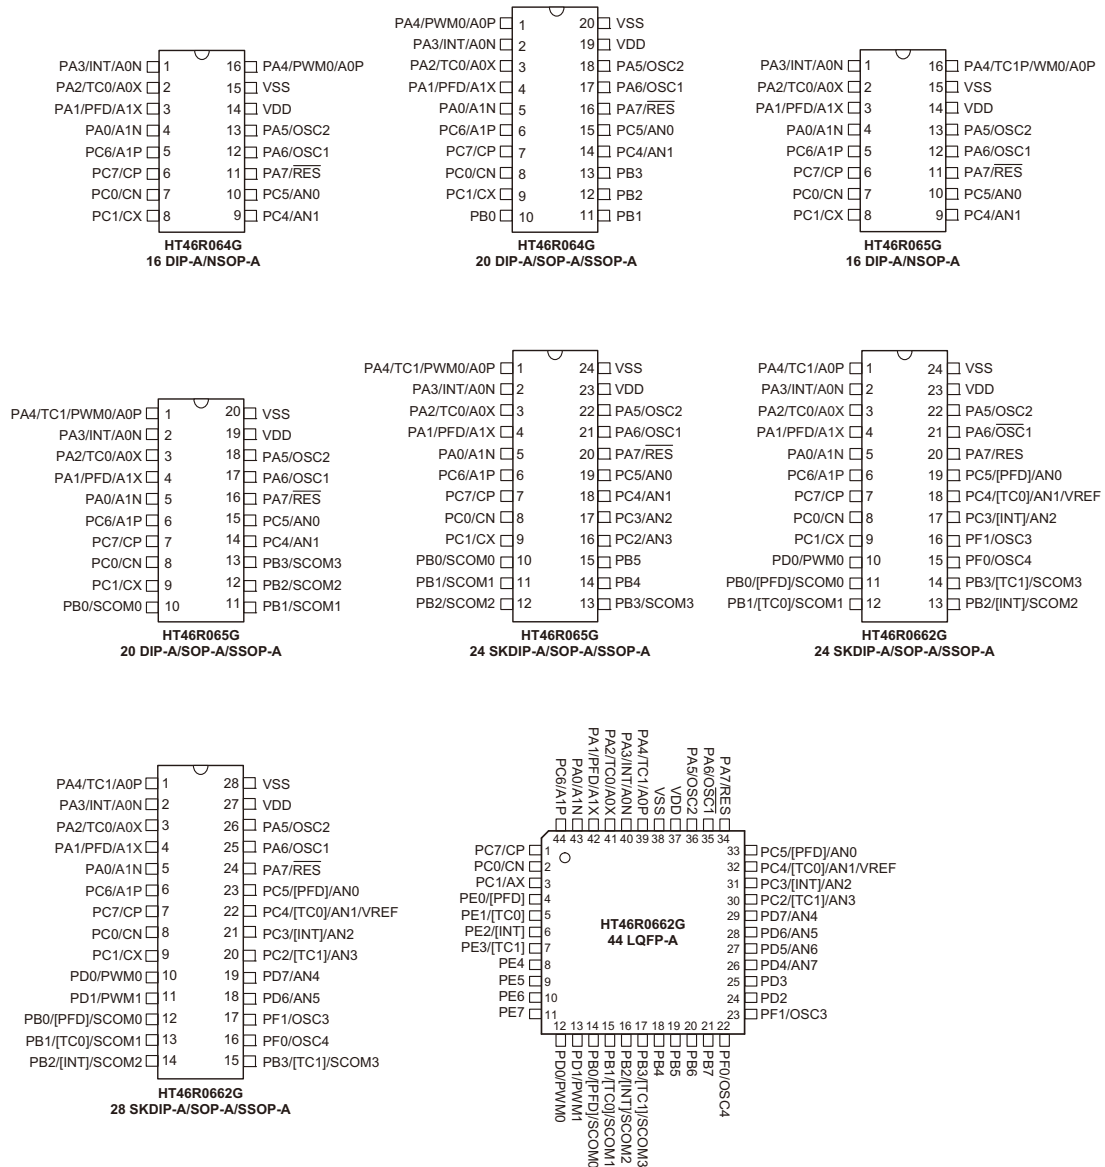 PA3/INT/A0N 1 16 PA4/PWM0/A0P
PA2/TC0/A0X 2 15 VSS
PA1/PFD/A1X 3 14 VDD
PA0/A1N 4 13 PA5/OSC2
PC6/A1P 5 12 PA6/OSC1
PC7/CP 6 11 PA7/RES
PC0/CN 7 10 PC5/AN0
PC1/CX 8 9 PC4/AN1
HT46R064G
16 DIP-A/NSOP-A
PA4/PWM0/A0P 1 20 VSS
PA3/INT/A0N 2 19 VDD
PA2/TC0/A0X 3 18 PA5/OSC2
PA1/PFD/A1X 4 17 PA6/OSC1
PA0/A1N 5 16 PA7/RES
PC6/A1P 6 15 PC5/AN0
PC7/CP 7 14 PC4/AN1
PC0/CN 8 13 PB3
PC1/CX 9 12 PB2
PB0 10 11 PB1
HT46R064G
20 DIP-A/SOP-A/SSOP-A
PA3/INT/A0N 1 16 PA4/TC1P/WM0/A0P
PA2/TC0/A0X 2 15 VSS
PA1/PFD/A1X 3 14 VDD
PA0/A1N 4 13 PA5/OSC2
PC6/A1P 5 12 PA6/OSC1
PC7/CP 6 11 PA7/RES
PC0/CN 7 10 PC5/AN0
PC1/CX 8 9 PC4/AN1
HT46R065G
16 DIP-A/NSOP-A
PA4/TC1/PWM0/A0P 1 20 VSS
PA3/INT/A0N 2 19 VDD
PA2/TC0/A0X 3 18 PA5/OSC2
PA1/PFD/A1X 4 17 PA6/OSC1
PA0/A1N 5 16 PA7/RES
PC6/A1P 6 15 PC5/AN0
PC7/CP 7 14 PC4/AN1
PC0/CN 8 13 PB3/SCOM3
PC1/CX 9 12 PB2/SCOM2
PB0/SCOM0 10 11 PB1/SCOM1
HT46R065G
20 DIP-A/SOP-A/SSOP-A
PA4/TC1/PWM0/A0P 1 24 VSS
PA3/INT/A0N 2 23 VDD
PA2/TC0/A0X 3 22 PA5/OSC2
PA1/PFD/A1X 4 21 PA6/OSC1
PA0/A1N 5 20 PA7/RES
PC6/A1P 6 19 PC5/AN0
PC7/CP 7 18 PC4/AN1
PC0/CN 8 17 PC3/AN2
PC1/CX 9 16 PC2/AN3
PB0/SCOM0 10 15 PB5
PB1/SCOM1 11 14 PB4
PB2/SCOM2 12 13 PB3/SCOM3
HT46R065G
24 SKDIP-A/SOP-A/SSOP-A
PA4/TC1/A0P 1 24 VSS
PA3/INT/A0N 2 23 VDD
PA2/TC0/A0X 3 22 PA5/OSC2
PA1/PFD/A1X 4 21 PA6/OSC1
PA0/A1N 5 20 PA7/RES
PC6/A1P 6 19 PC5/[PFD]/AN0
PC7/CP 7 18 PC4/[TC0]/AN1/VREF
PC0/CN 8 17 PC3/[INT]/AN2
PC1/CX 9 16 PF1/OSC3
PD0/PWM0 10 15 PF0/OSC4
PB0/[PFD]/SCOM0 11 14 PB3/[TC1]/SCOM3
PB1/[TC0]/SCOM1 12 13 PB2/[INT]/SCOM2
HT46R0662G
24 SKDIP-A/SOP-A/SSOP-A
PA4/TC1/A0P 1 28 VSS
PA3/INT/A0N 2 27 VDD
PA2/TC0/A0X 3 26 PA5/OSC2
PA1/PFD/A1X 4 25 PA6/OSC1
PA0/A1N 5 24 PA7/RES
PC6/A1P 6 23 PC5/[PFD]/AN0
PC7/CP 7 22 PC4/[TC0]/AN1/VREF
PC0/CN 8 21 PC3/[INT]/AN2
PC1/CX 9 20 PC2/[TC1]/AN3
PD0/PWM0 10 19 PD7/AN4
PD1/PWM1 11 18 PD6/AN5
PB0/[PFD]/SCOM0 12 17 PF1/OSC3
PB1/[TC0]/SCOM1 13 16 PF0/OSC4
PB2/[INT]/SCOM2 14 15 PB3/[TC1]/SCOM3
HT46R0662G
28 SKDIP-A/SOP-A/SSOP-A
PC6/A1P
PA0/A1N
PA1/PFD/A1X
PA2/TC0/A0X
PA3/INT/A0N
PA4/TC1/A0P
VSS
VDD
PA5/OSC2
PA6/OSC1
PA7/RES
44 43 42 41 40 39 38 37 36 35 34
PC7/CP 1 33 PC5/[PFD]/AN0
PC0/CN 2 32 PC4/[TC0]/AN1/VREF
PC1/AX 3 31 PC3/[INT]/AN2
PE0/[PFD] 4 30 PC2/[TC1]/AN3
PE1/[TC0] 5 29 PD7/AN4
PE2/[INT] 6 28 PD6/AN5
PE3/[TC1] 7 27 PD5/AN6
PE4 8 26 PD4/AN7
PE5 9 25 PD3
PE6 10 24 PD2
PE7 11 23 PF1/OSC3
HT46R0662G
44 LQFP-A
12 13 14 15 16 17 18 19 20 21 22
PD0/PWM0
PD1/PWM1
PB0/[PFD]/SCOM0
PB1/[TC0]/SCOM1
PB2/[INT]/SCOM2
PB3/[TC1]/SCOM3
PB4
PB5
PB6
PB7
PF0/OSC4